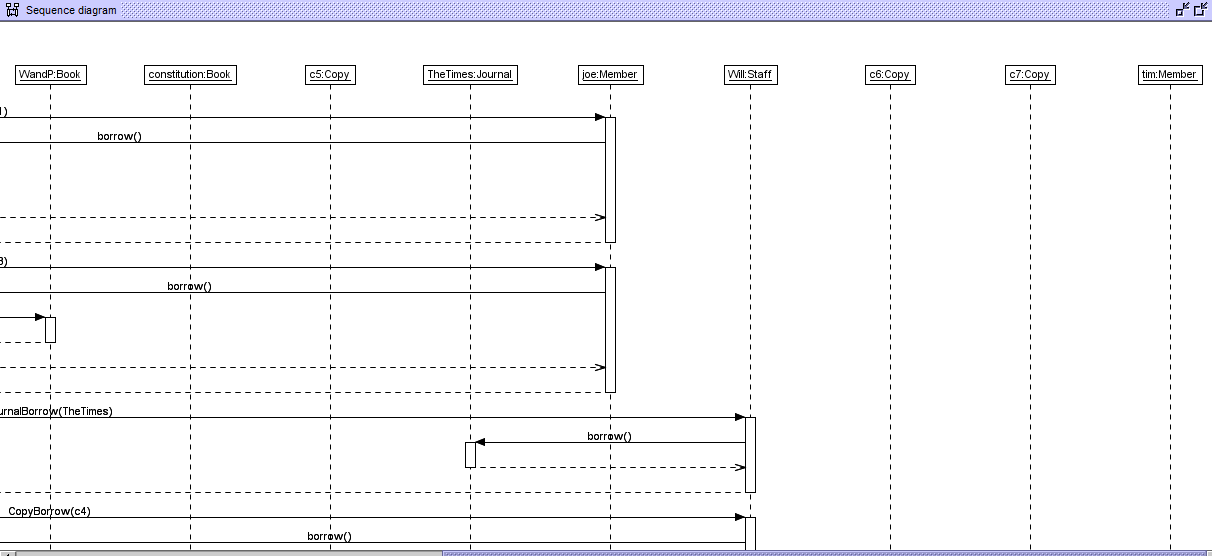 Sequence diagram
WandP:Book
constitution:Book
c5:Copy
TheTimes:Journal
joe:Member
Will:Staff
c6:Copy
c7:Copy
tim:Member
borrow()
3)
borrow()
urnalBorrow(TheTimes)
borrow()
CopyBorrow(c4)
borrow()